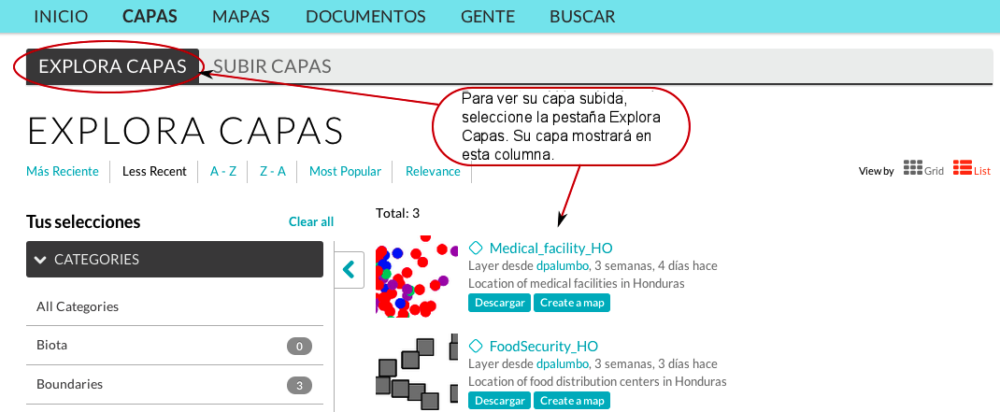 INICIO CAPAS MAPAS DOCUMENTOS GENTE BUSCAR
EXPLORA CAPAS SUBIR CAPAS
Para ver su capa subida,
seleccione la pestaña Explora
Capas. Su capa mostrará en
esta columna.
EXPLORA CAPAS
Más Reciente Less Recent A - Z Z - A Most Popular Relevance
View by Grid List
Total: 3
Tus selecciones Clear all
CATEGORIES
All Categories
Biota 0
Boundaries 3
Medical_facility_HO
Layer desde dpalumbo, 3 semanas, 4 días hace
Location of medical facilities in Honduras
Descargar Create a map
FoodSecurity_HO
Layer desde dpalumbo, 3 semanas, 3 días hace
Location of food distribution centers in Honduras
Descargar Create a map